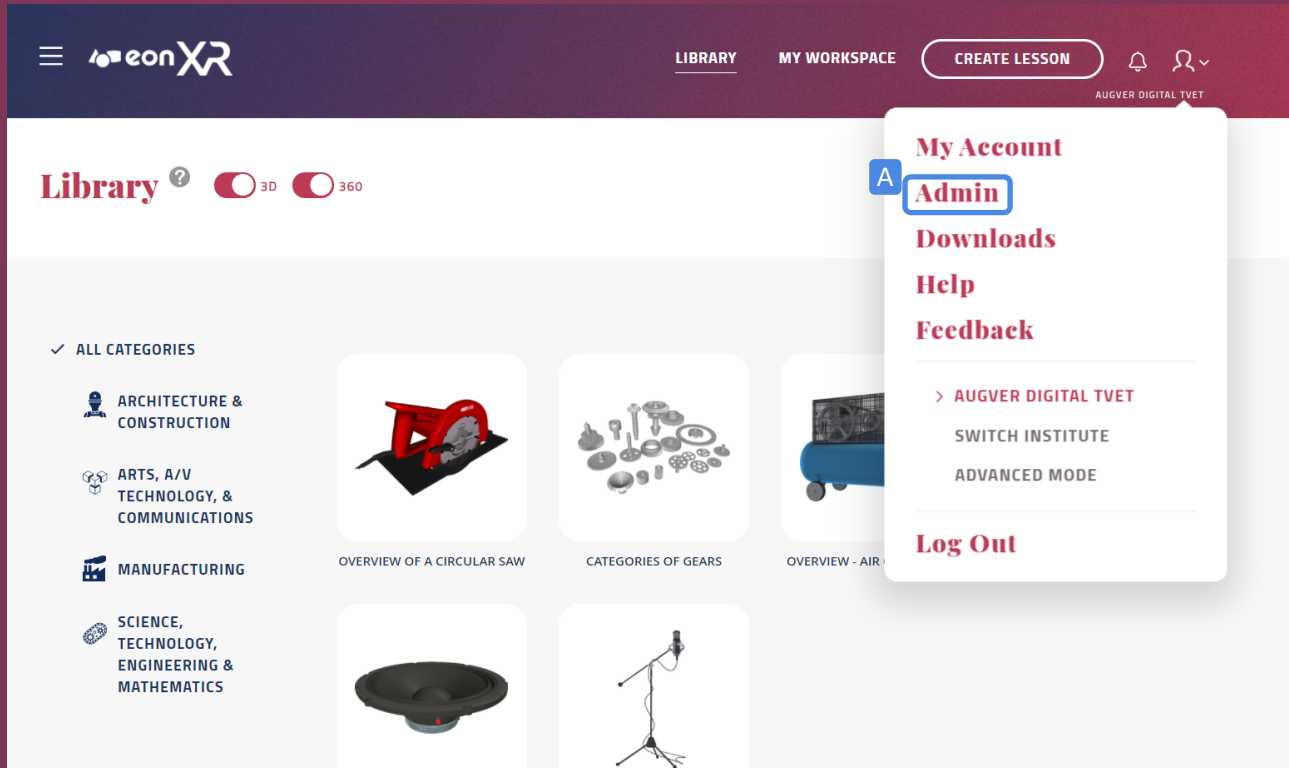 eonXR
LIBRARY
MY WORKSPACE
CREATE LESSON
AUGVER DIGITAL TVET
Library ?
3D
360
My Account
A
Admin
Downloads
Help
Feedback
AUGVER DIGITAL TVET
SWITCH INSTITUTE
ADVANCED MODE
Log Out
ALL CATEGORIES
ARCHITECTURE &
CONSTRUCTION
ARTS, A/V
TECHNOLOGY, &
COMMUNICATIONS
MANUFACTURING
SCIENCE,
TECHNOLOGY,
ENGINEERING &
MATHEMATICS
OVERVIEW OF A CIRCULAR SAW
CATEGORIES OF GEARS
OVERVIEW - AIR